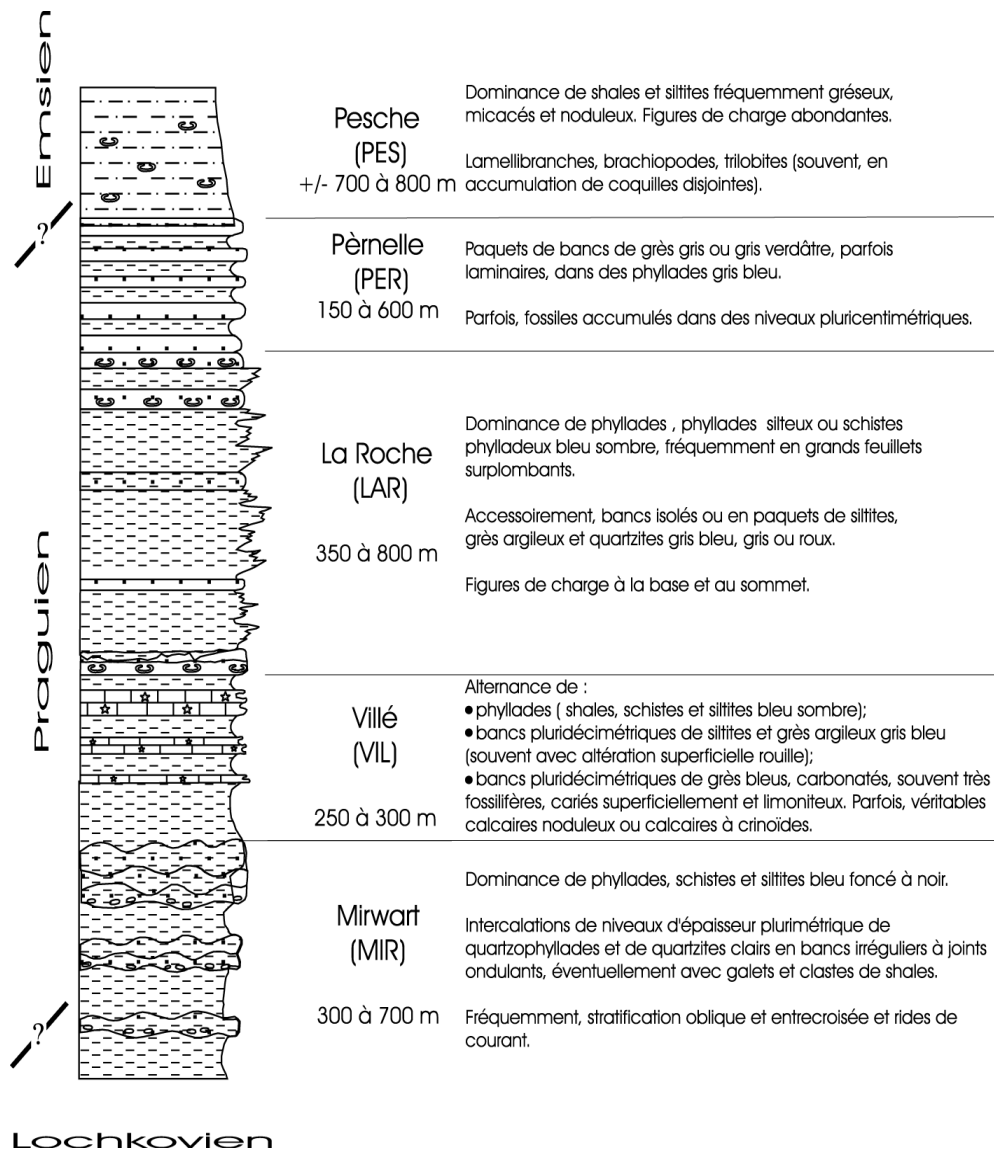 Emsien
?
Praguien
?
Lochkovien
Pesche
(PES)
+/- 700 à 800 m
Dominance de shales et siltites fréquemment gréseux,
micacés et noduleux. Figures de charge abondantes.
Lamellibranches, brachiopodes, trilobites (souvent, en
accumulation de coquilles disjointes).
Pèrnelle
(PER)
150 à 600 m
Paquets de bancs de grès gris ou gris verdâtre, parfois
laminaires, dans des phyllades gris bleu.
Parfois, fossiles accumulés dans des niveaux pluricentimétriques.
La Roche
(LAR)
350 à 800 m
Dominance de phyllades , phyllades silteux ou schistes
phylladeux bleu sombre, fréquemment en grands feuillets
surplombants.
Accessoirement, bancs isolés ou en paquets de siltites,
grès argileux et quartzites gris bleu, gris ou roux.
Figures de charge à la base et au sommet.
Villé
(VIL)
250 à 300 m
Alternance de :
• phyllades ( shales, schistes et siltites bleu sombre);
• bancs pluridécimétriques de siltites et grès argileux gris bleu
(souvent avec altération superficielle rouille);
• bancs pluridécimétriques de grès bleus, carbonatés, souvent très
fossilifères, cariés superficiellement et limoniteux. Parfois, véritables
calcaires noduleux ou calcaires à crinoïdes.
Mirwart
(MIR)
300 à 700 m
Dominance de phyllades, schistes et siltites bleu foncé à noir.
Intercalations de niveaux d'épaisseur plurimétrique de
quartzophyllades et de quartzites clairs en bancs irréguliers à joints
ondulants, éventuellement avec galets et clastes de shales.
Fréquemment, stratification oblique et entrecroisée et rides de
courant.